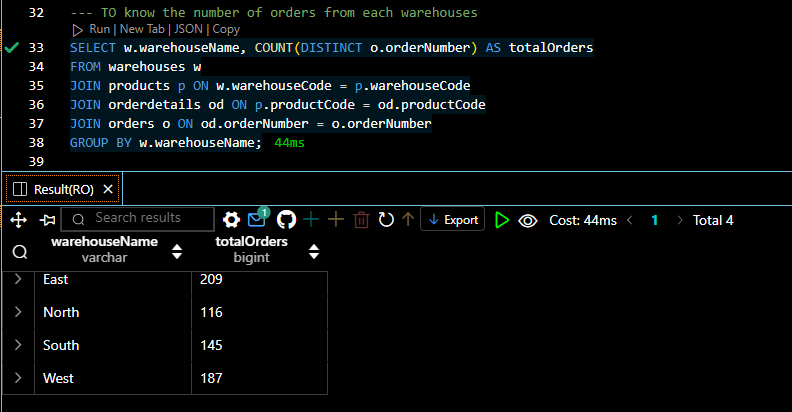 32 --- TO know the number of orders from each warehouses
Run | New Tab | JSON | Copy
33 SELECT w.warehouseName, COUNT(DISTINCT o.orderNumber) AS totalOrders
34 FROM warehouses w
35 JOIN products p ON w.warehouseCode = p.warehouseCode
36 JOIN orderdetails od ON p.productCode = od.productCode
37 JOIN orders o ON od.orderNumber = o.orderNumber
38 GROUP BY w.warehouseName; 44ms
39
Result(RO)
Search results 1 Export Cost: 44ms < 1 > Total 4
warehouseName totalOrders
varchar bigint
East 209
North 116
South 145
West 187